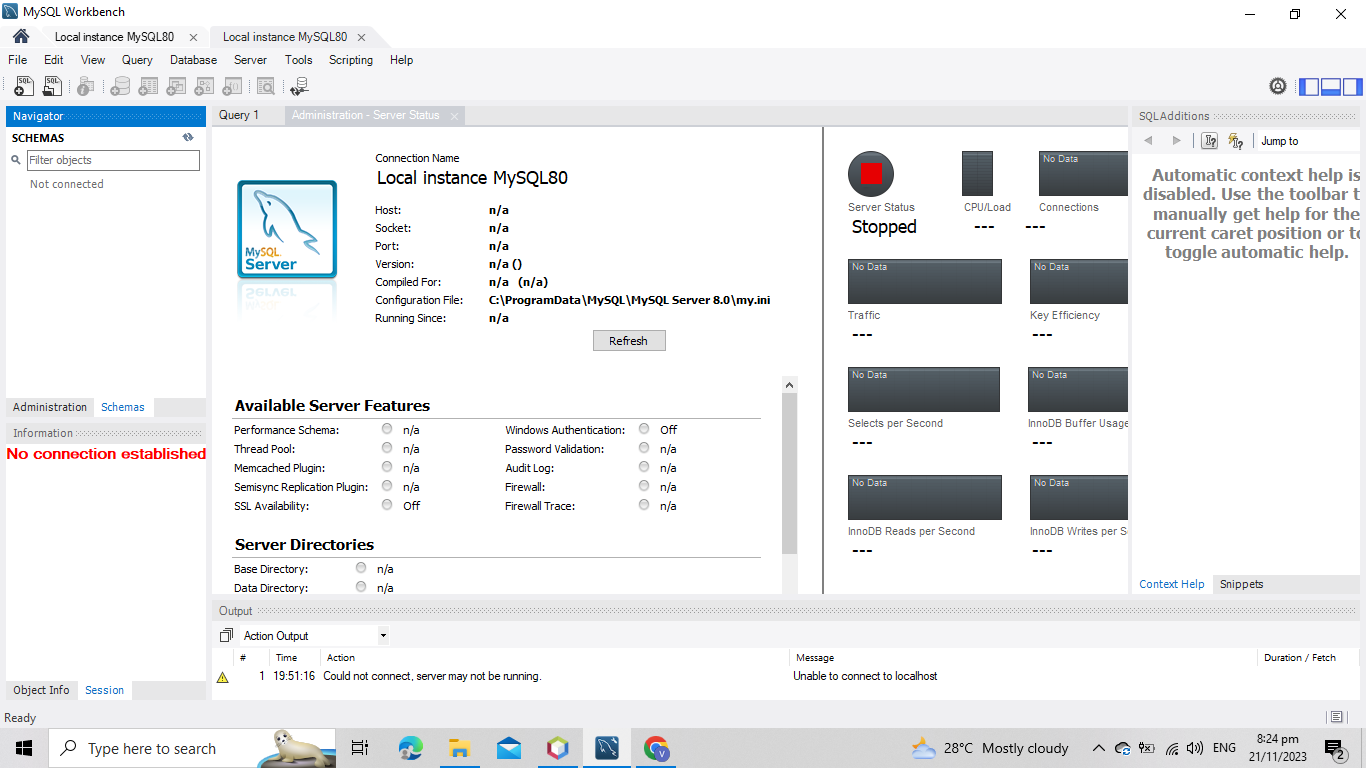 MySQL Workbench
Local instance MySQL80
Local instance MySQL80
File Edit View Query Database Server Tools Scripting Help
SQL
SQL
Navigator
SCHEMAS
Filter objects
Not connected
Administration Schemas
Information
No connection established
Object Info Session
Query 1
Administration - Server Status
MySQL
Server
Connection Name
Local instance MySQL80
Host: n/a
Socket: n/a
Port: n/a
Version: n/a ()
Compiled For: n/a (n/a)
Configuration File: C:\ProgramData\MySQL\MySQL Server 8.0\my.ini
Running Since: n/a
Refresh
Available Server Features
Performance Schema: n/a Windows Authentication: Off
Thread Pool: n/a Password Validation: n/a
Memcached Plugin: n/a Audit Log: n/a
Semisync Replication Plugin: n/a Firewall: n/a
SSL Availability: Off Firewall Trace: n/a
Server Directories
Base Directory: n/a
Data Directory: n/a
No Data
Server Status CPU/Load Connections
Stopped --- ---
No Data No Data
Traffic Key Efficiency
--- ---
No Data No Data
Selects per Second InnoDB Buffer Usage
--- ---
No Data No Data
InnoDB Reads per Second InnoDB Writes per S
--- ---
SQLAdditions
Jump to
Automatic context help is
disabled. Use the toolbar t
manually get help for the
current caret position or to
toggle automatic help.
Context Help Snippets
Output
Action Output
# Time Action Message Duration / Fetch
1 19:51:16 Could not connect, server may not be running. Unable to connect to localhost
Ready
Type here to search
V
28°C Mostly cloudy
ENG
8:24 pm
21/11/2023
2